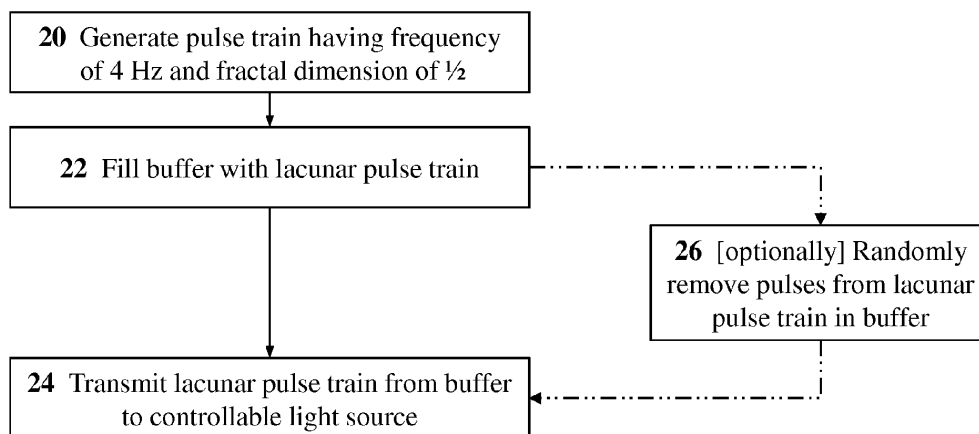 20 Generate pulse train having frequency
of 4 Hz and fractal dimension of ½
22 Fill buffer with lacunar pulse train
26 [optionally] Randomly
remove pulses from lacunar
pulse train in buffer
24 Transmit lacunar pulse train from buffer
to controllable light source